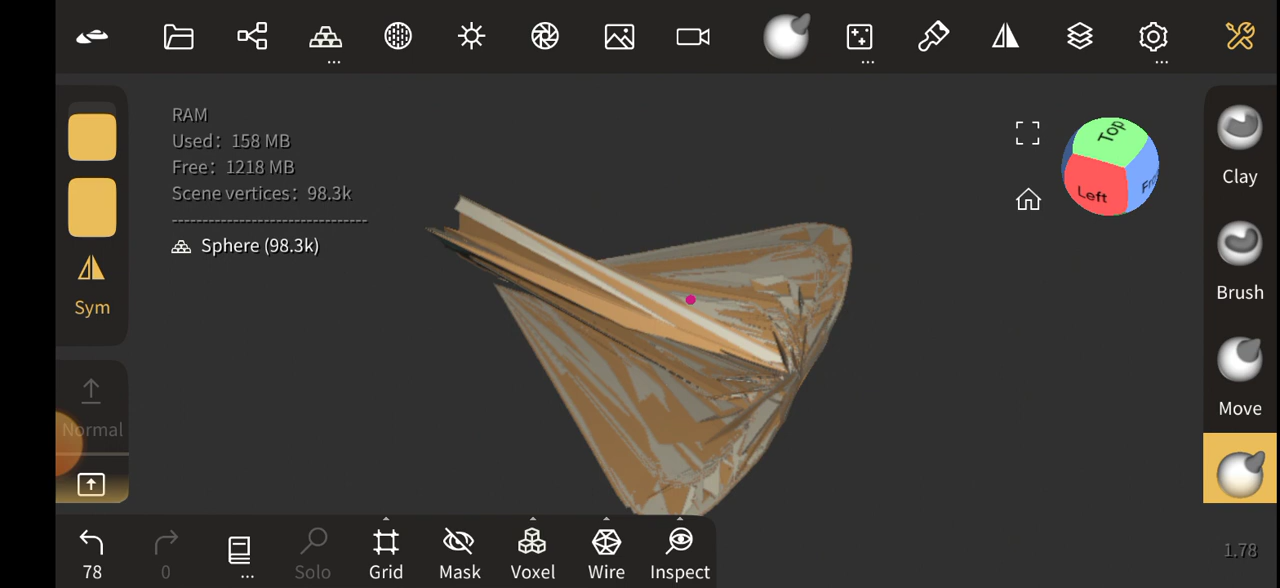 RAM
Used: 158 MB
Free: 1218 MB
Scene vertices: 98.3k
--------------------------------
Sphere (98.3k)
Top
Left
Sym
Normal
Clay
Brush
Move
78
0
...
Solo
Grid
Mask
Voxel
Wire
Inspect
1.78